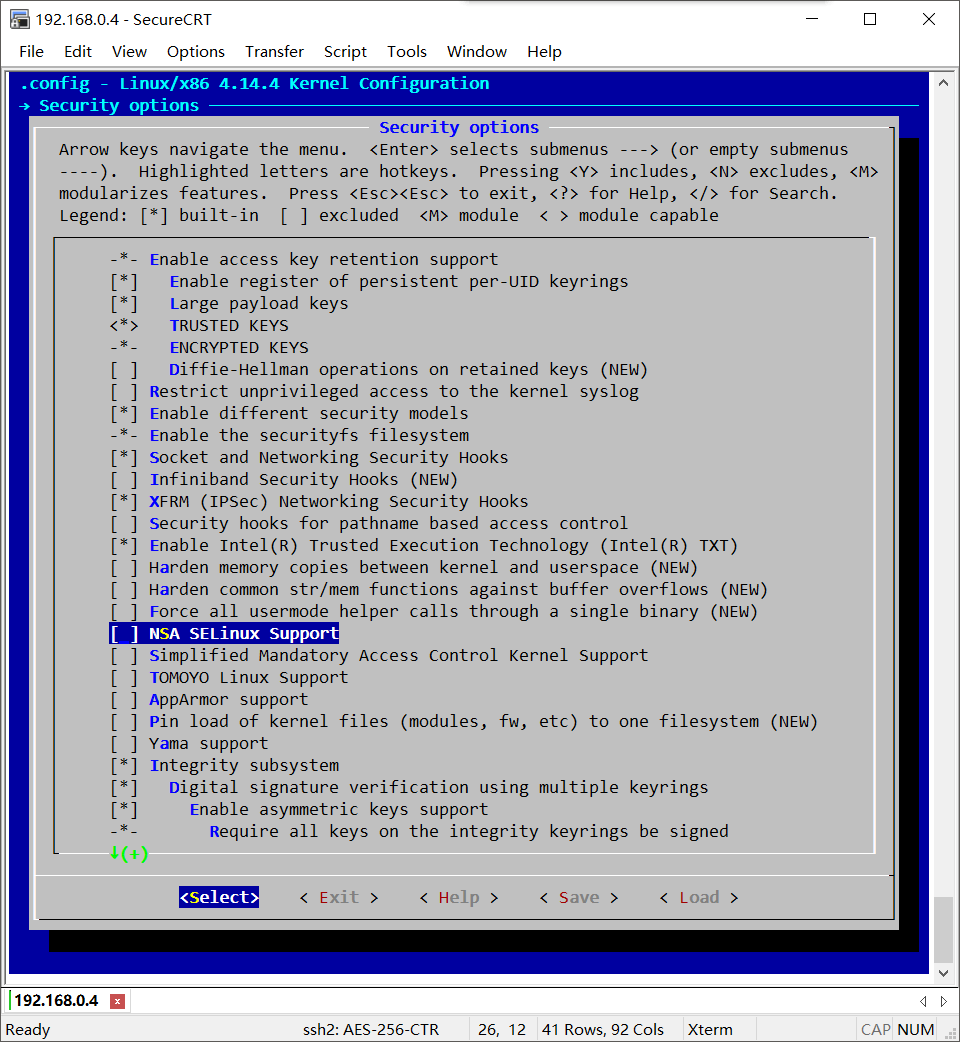 192.168.0.4 - SecureCRT
File Edit View Options Transfer Script Tools Window Help
.config - Linux/x86 4.14.4 Kernel Configuration
→ Security options
Security options
Arrow keys navigate the menu.  <Enter> selects submenus ---> (or empty submenus
----).  Highlighted letters are hotkeys.  Pressing <Y> includes, <N> excludes, <M>
modularizes features.  Press <Esc><Esc> to exit, <?> for Help, </> for Search.
Legend: [*] built-in  [ ] excluded  <M> module  < > module capable
-*- Enable access key retention support
[*]   Enable register of persistent per-UID keyrings
[*]   Large payload keys
<*>   TRUSTED KEYS
-*-   ENCRYPTED KEYS
[ ]   Diffie-Hellman operations on retained keys (NEW)
[ ] Restrict unprivileged access to the kernel syslog
[*] Enable different security models
-*- Enable the securityfs filesystem
[*] Socket and Networking Security Hooks
[ ] Infiniband Security Hooks (NEW)
[*] XFRM (IPSec) Networking Security Hooks
[ ] Security hooks for pathname based access control
[*] Enable Intel(R) Trusted Execution Technology (Intel(R) TXT)
[ ] Harden memory copies between kernel and userspace (NEW)
[ ] Harden common str/mem functions against buffer overflows (NEW)
[ ] Force all usermode helper calls through a single binary (NEW)
[ ] NSA SELinux Support
[ ] Simplified Mandatory Access Control Kernel Support
[ ] TOMOYO Linux Support
[ ] AppArmor support
[ ] Pin load of kernel files (modules, fw, etc) to one filesystem (NEW)
[ ] Yama support
[*] Integrity subsystem
[*]   Digital signature verification using multiple keyrings
[*]     Enable asymmetric keys support
-*-       Require all keys on the integrity keyrings be signed
↓(+)
<Select>    < Exit >    < Help >    < Save >    < Load >
192.168.0.4 x
Ready ssh2: AES-256-CTR 26, 12 41 Rows, 92 Cols Xterm CAP NUM